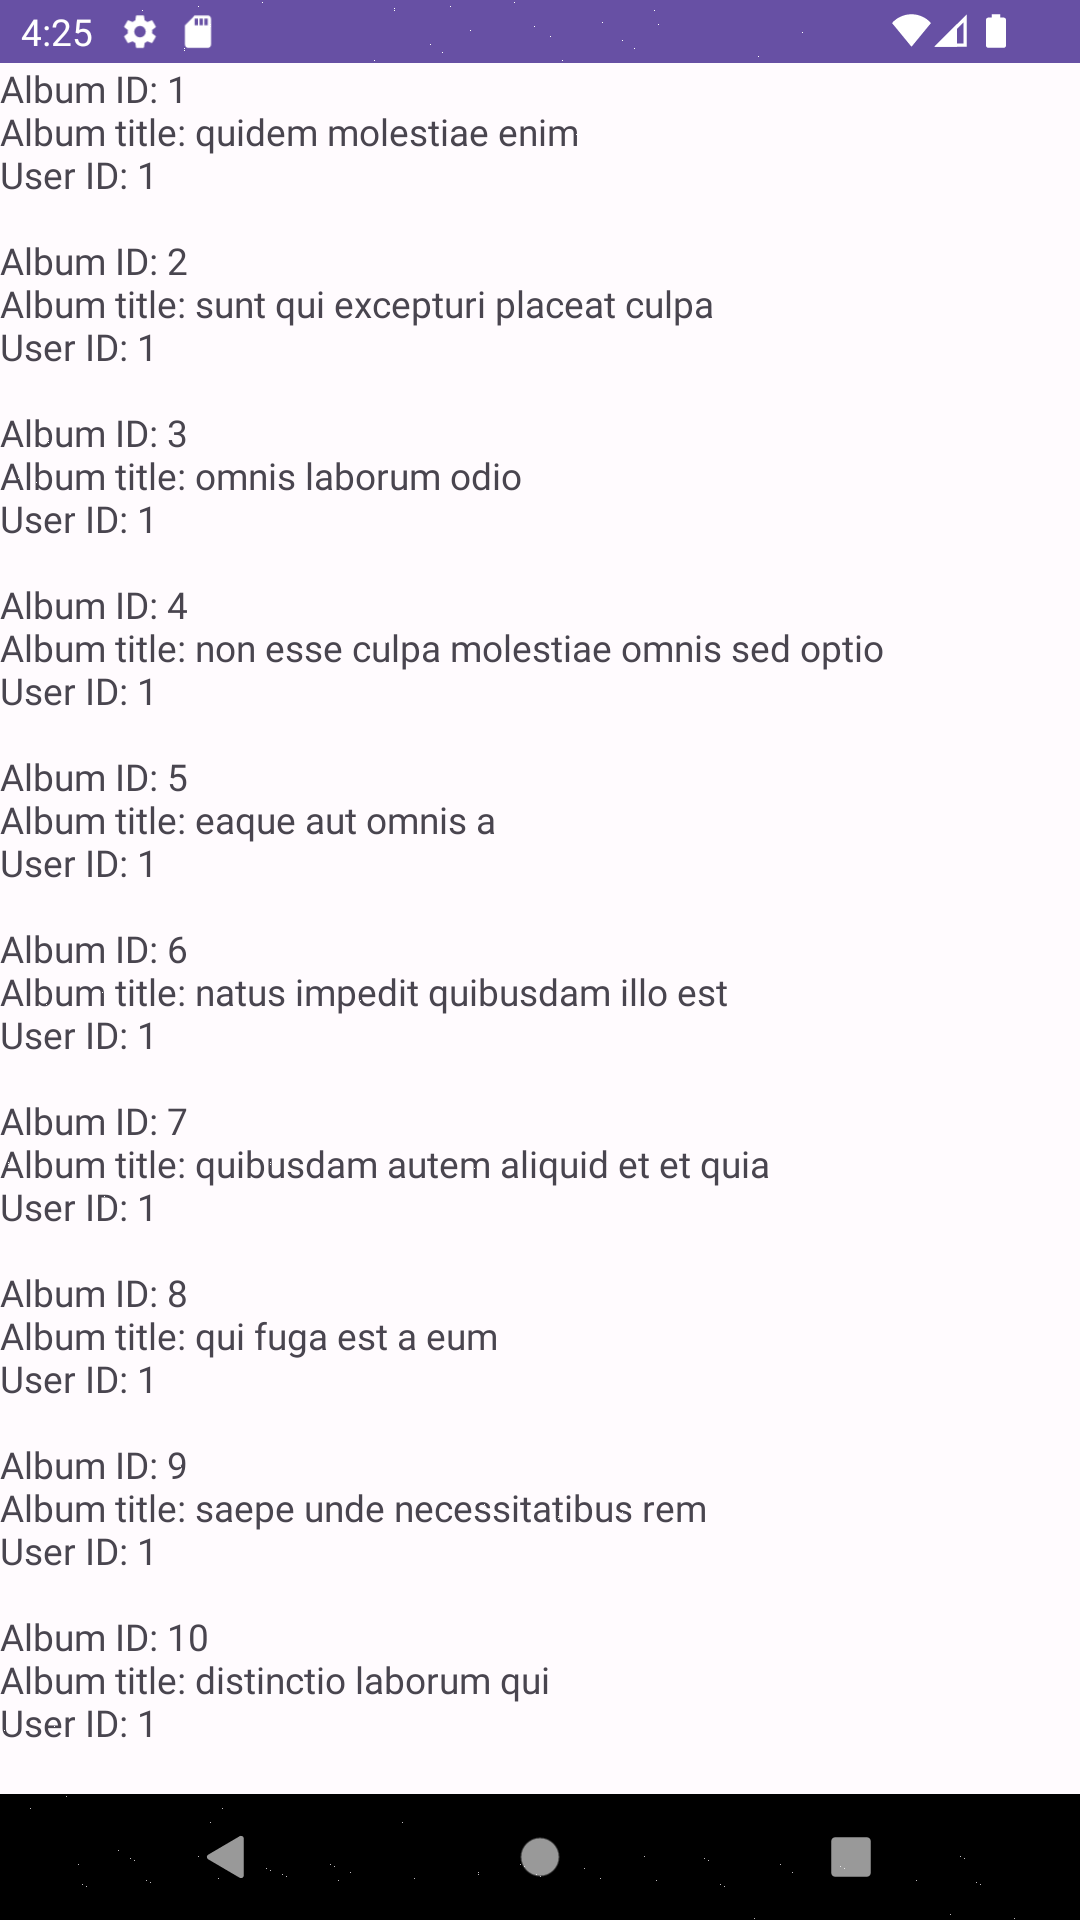 4:25
Album ID: 1
Album title: quidem molestiae enim
User ID: 1
Album ID: 2
Album title: sunt qui excepturi placeat culpa
User ID: 1
Album ID: 3
Album title: omnis laborum odio
User ID: 1
Album ID: 4
Album title: non esse culpa molestiae omnis sed optio
User ID: 1
Album ID: 5
Album title: eaque aut omnis a
User ID: 1
Album ID: 6
Album title: natus impedit quibusdam illo est
User ID: 1
Album ID: 7
Album title: quibusdam autem aliquid et et quia
User ID: 1
Album ID: 8
Album title: qui fuga est a eum
User ID: 1
Album ID: 9
Album title: saepe unde necessitatibus rem
User ID: 1
Album ID: 10
Album title: distinctio laborum qui
User ID: 1